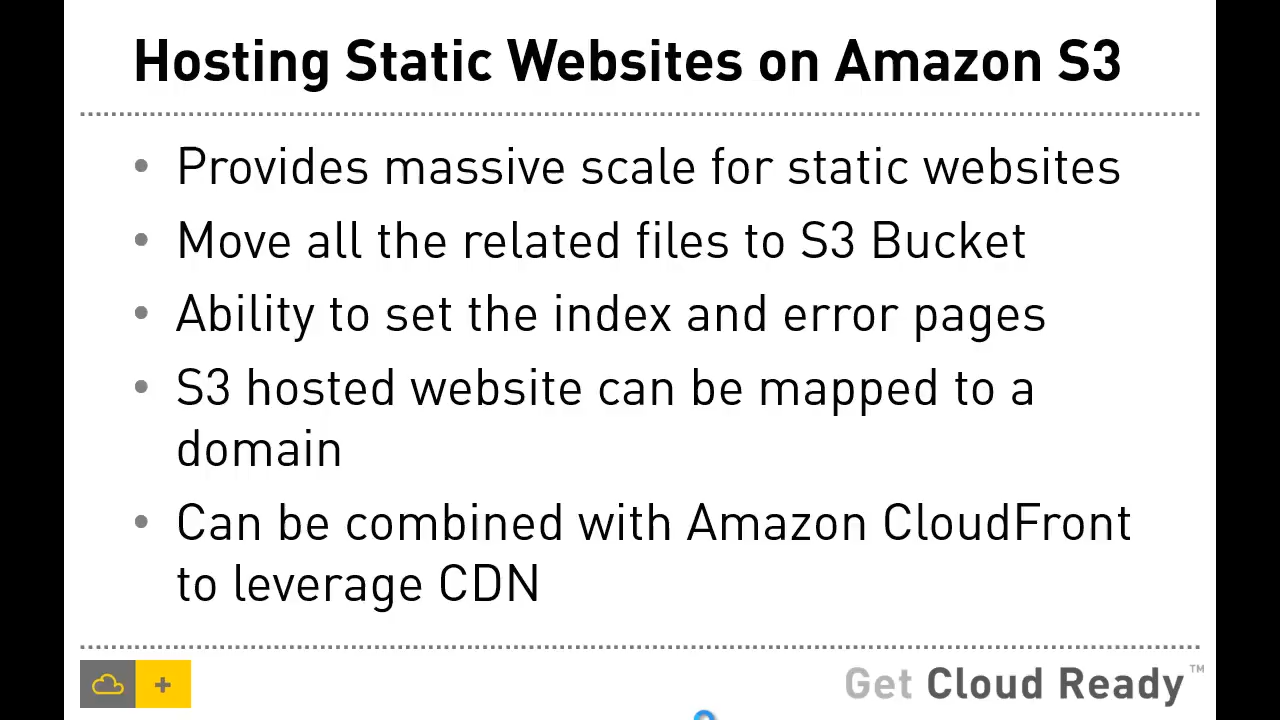 Hosting Static Websites on Amazon S3
• Provides massive scale for static websites
• Move all the related files to S3 Bucket
• Ability to set the index and error pages
• S3 hosted website can be mapped to a
domain
• Can be combined with Amazon CloudFront
to leverage CDN
+
Get Cloud Ready™